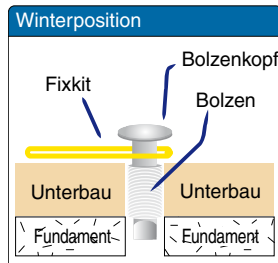 Winterposition
Bolzenkopf
Fixkit
Bolzen
Unterbau Unterbau
Fundament Fundament